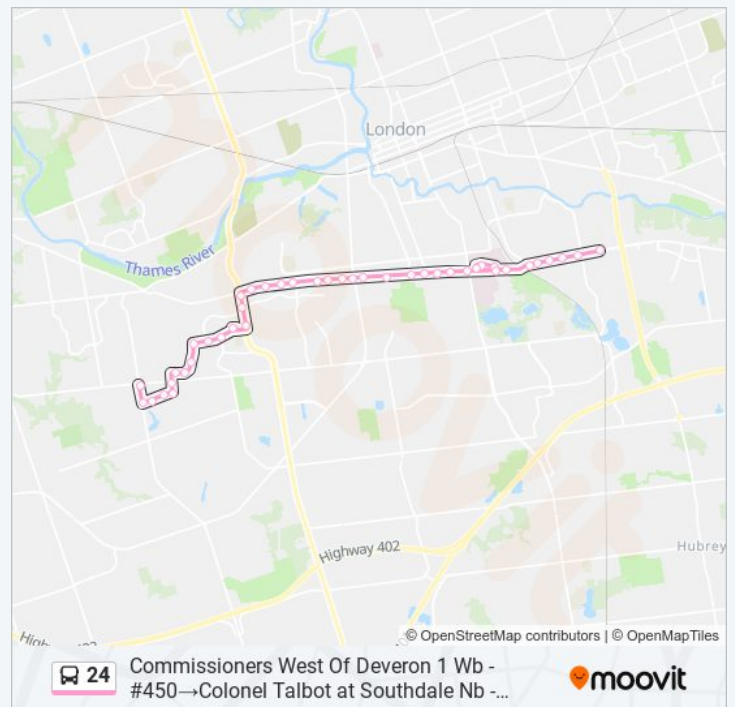 London
Thames River
Highway 402
Hubrey
© OpenStreetMap contributors | © OpenMapTiles
24
Commissioners West Of Deveron 1 Wb -
#450→Colonel Talbot at Southdale Nb -...
moovit